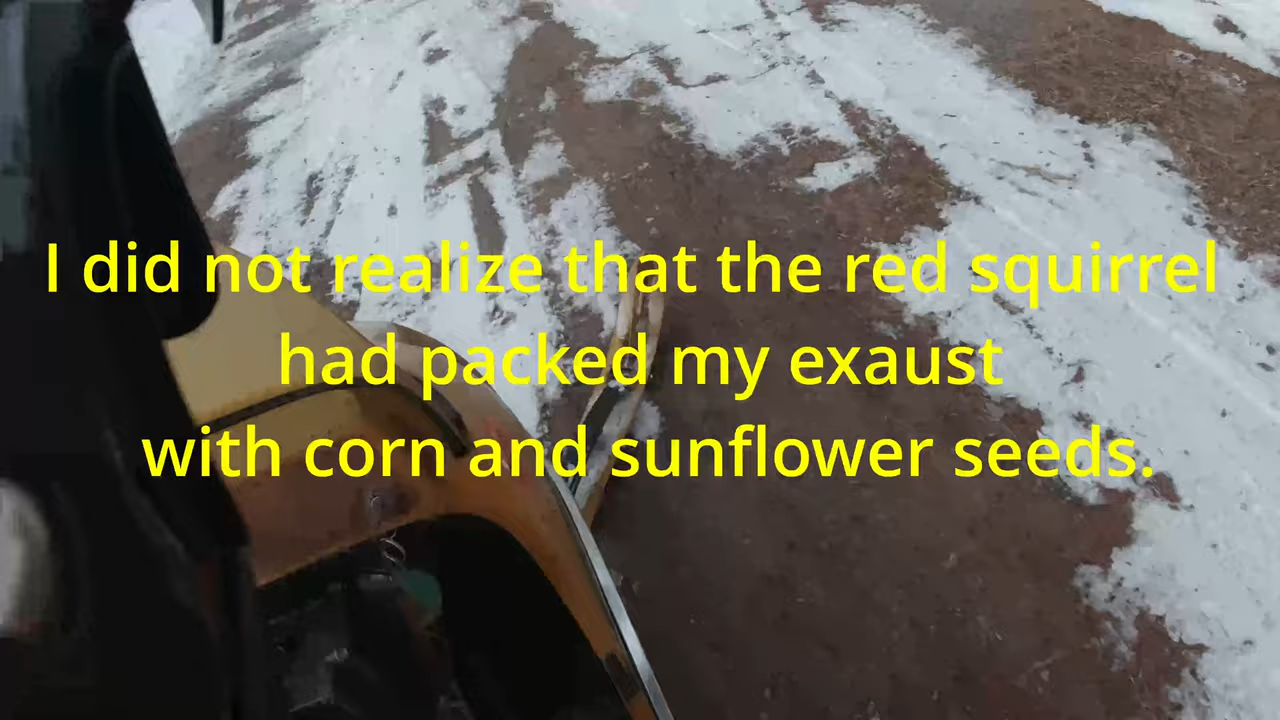 I did not realize that the red squirrel
had packed my exaust
with corn and sunflower seeds.